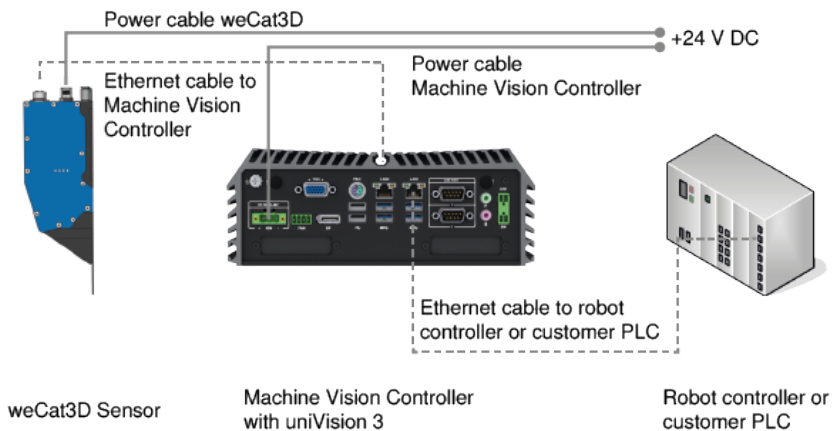 Power cable weCat3D
+24 V DC
Power cable
Machine Vision Controller
Ethernet cable to
Machine Vision
Controller
Ethernet cable to robot
controller or customer PLC
weCat3D Sensor
Machine Vision Controller
with uniVision 3
Robot controller or
customer PLC